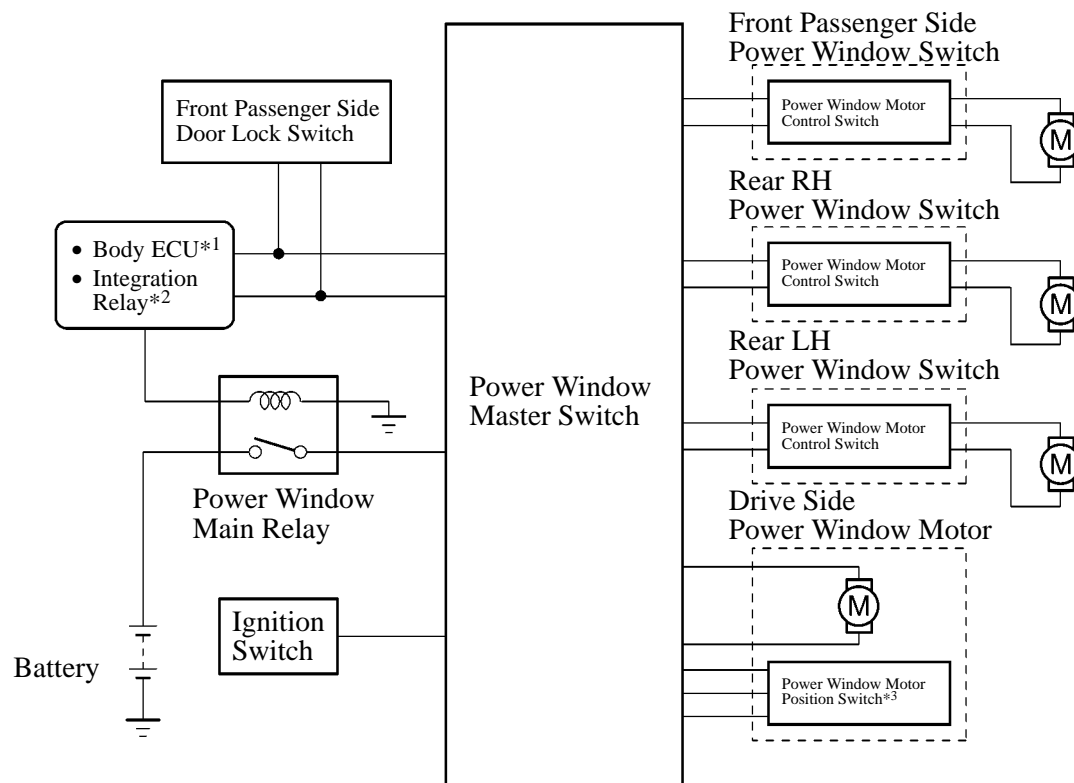 Front Passenger Side
Power Window Switch
Power Window Motor
Control Switch
M
Front Passenger Side
Door Lock Switch
Rear RH
Power Window Switch
Power Window Motor
Control Switch
M
• Body ECU*1
• Integration
Relay*2
Rear LH
Power Window Switch
Power Window Motor
Control Switch
M
Power Window
Master Switch
Power Window
Main Relay
Drive Side
Power Window Motor
M
Power Window Motor
Position Switch*3
Ignition
Switch
Battery